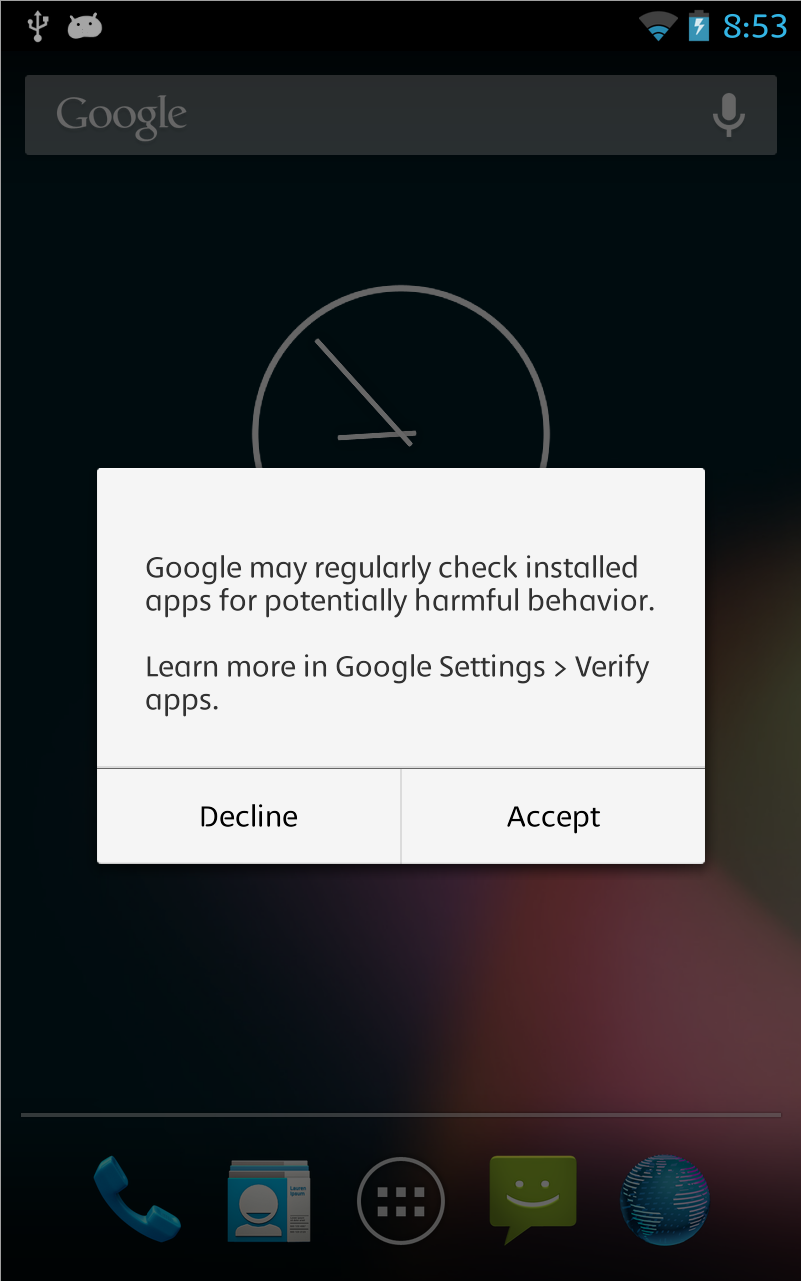 8:53
Google
Google may regularly check installed
apps for potentially harmful behavior.
Learn more in Google Settings > Verify
apps.
Decline
Accept